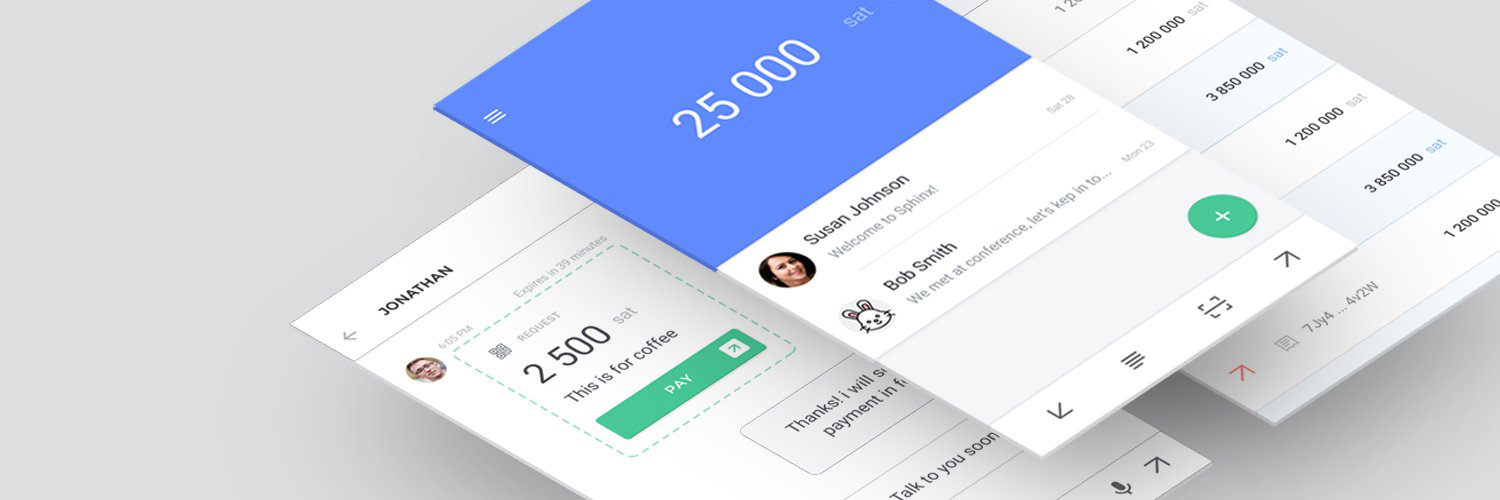 JONATHAN
6:05 PM
Expires in 39 minutes
REQUEST
2 500 sat
This is for coffee
PAY
Thanks! i will
payment in
Talk to you soon
25 000 sat
Susan Johnson
Sat 28
Welcome to Sphinx!
Bob Smith
Mon 23
We met at conference, let's kep in to...
1 200 000 sat
3 850 000 sat
1 200 000 sat
3 850 000 sat
1 200 000
7Jy4 ... 4v2W